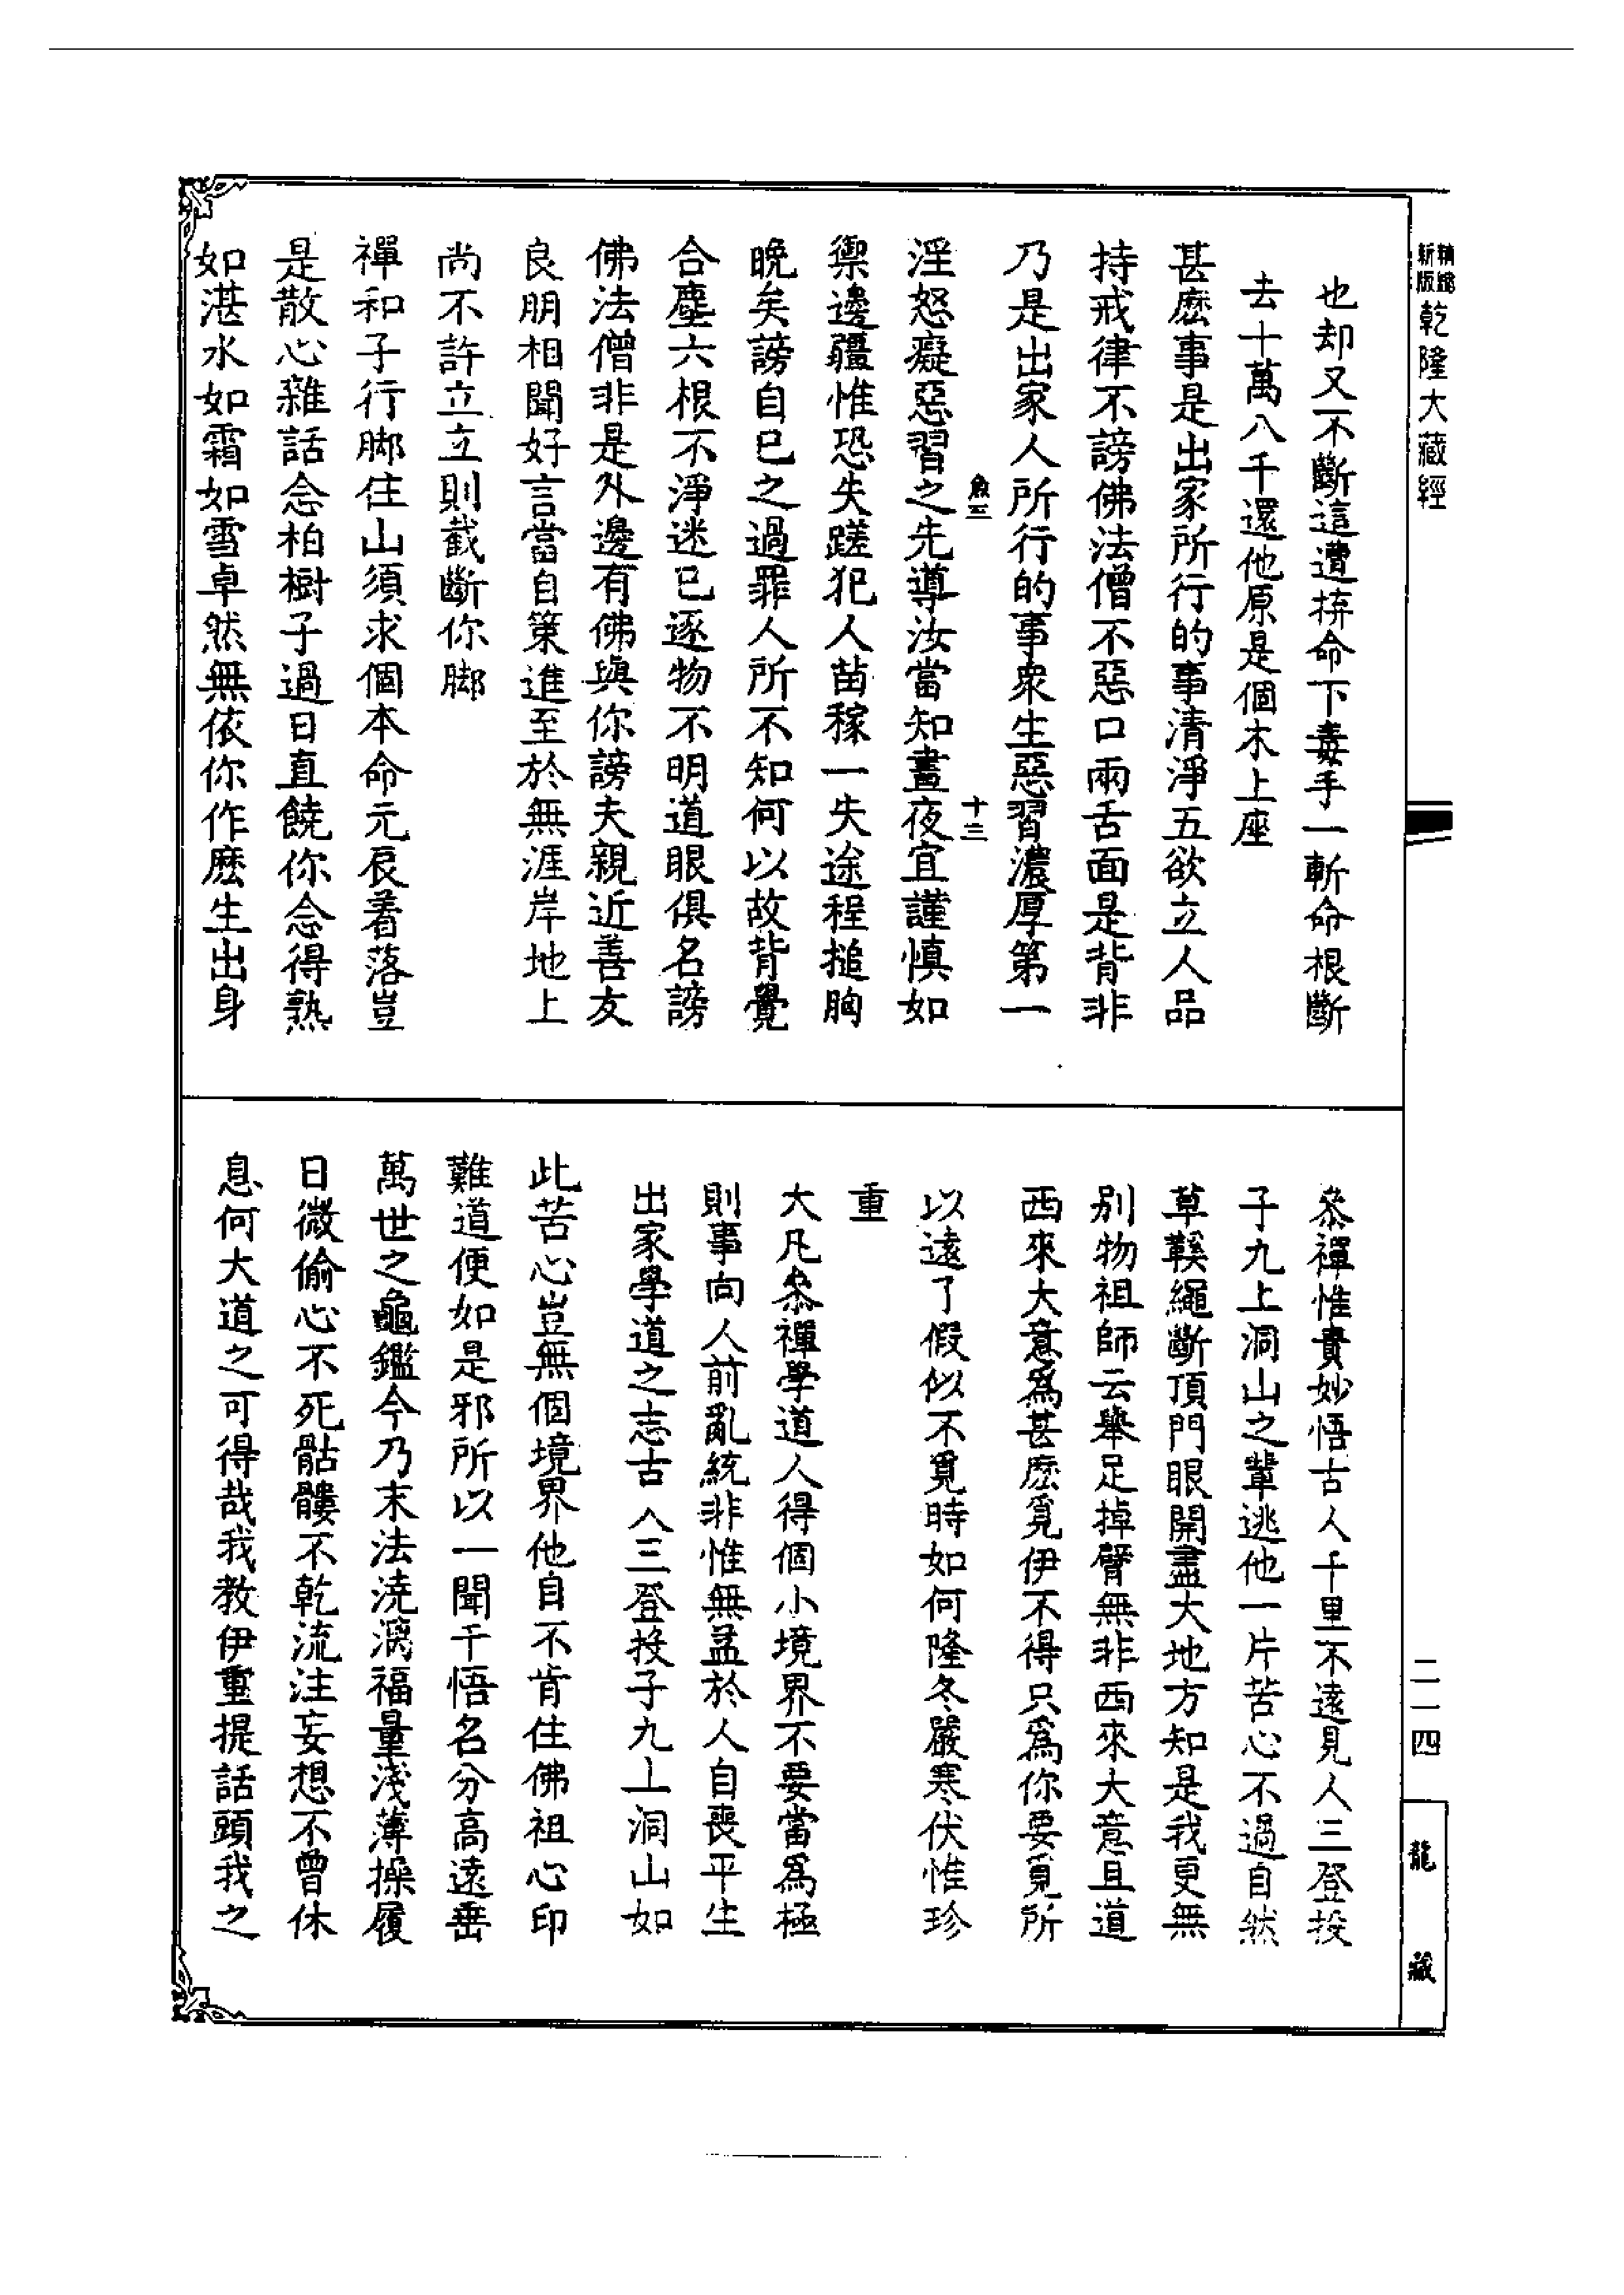 精縮
新版
乾隆大藏經
也却又不斷這遭拚命下毒手一斬命根斷
去十萬八千還他原是個木上座
甚麽事是出家所行的事清淨五欲立人品
持戒律不謗佛法僧不惡口兩舌面是背非
乃是出家人所行的事衆生惡習濃厚第一
十三
淫怒癡惡習之先導汝當知晝夜宜謹慎如
禦邊疆惟恐失蹉犯人苗稼一失途程搥胸
晚矣謗自已之過罪人所不知何以故背覺
合塵六根不淨迷已逐物不明道眼俱名謗
佛法僧非是外邊有佛與你謗夫親近善友
良朋相聞好言當自策進至於無涯岸地上
尚不許立立則截斷你脚
禪和子行脚住山須求個本命元辰着落豈
是散心雜話念柏樹子過日直饒你念得熟
如湛水如霜如雪卓然無依你作麽生出身
叅禪惟貴妙悟古人千里不遠見人三登投
子九上洞山之輩逃他一片苦心不過自然
草鞵繩斷頂門眼開盡大地方知是我更無
别物祖師云舉足掉臂無非西來大意且道
西來大意爲甚麽覓伊不得只爲你要覓所
以遠了假似不覓時如何隆冬嚴寒伏惟珍
重
大凡叅禪學道人得個小境界不要當爲極
則事向人前亂統非惟無益於人自喪平生
出家學道之志古人三登投子九上洞山如
此苦心豈無個境界他自不肯住佛祖心印
難道便如是邪所以一聞千悟名分高遠垂
萬世之龜鑑今乃末法澆漓福量淺薄操履
日微偷心不死骷髏不乾流注妄想不曾休
息何大道之可得哉我教伊重提話頭我之
二一四
龍藏